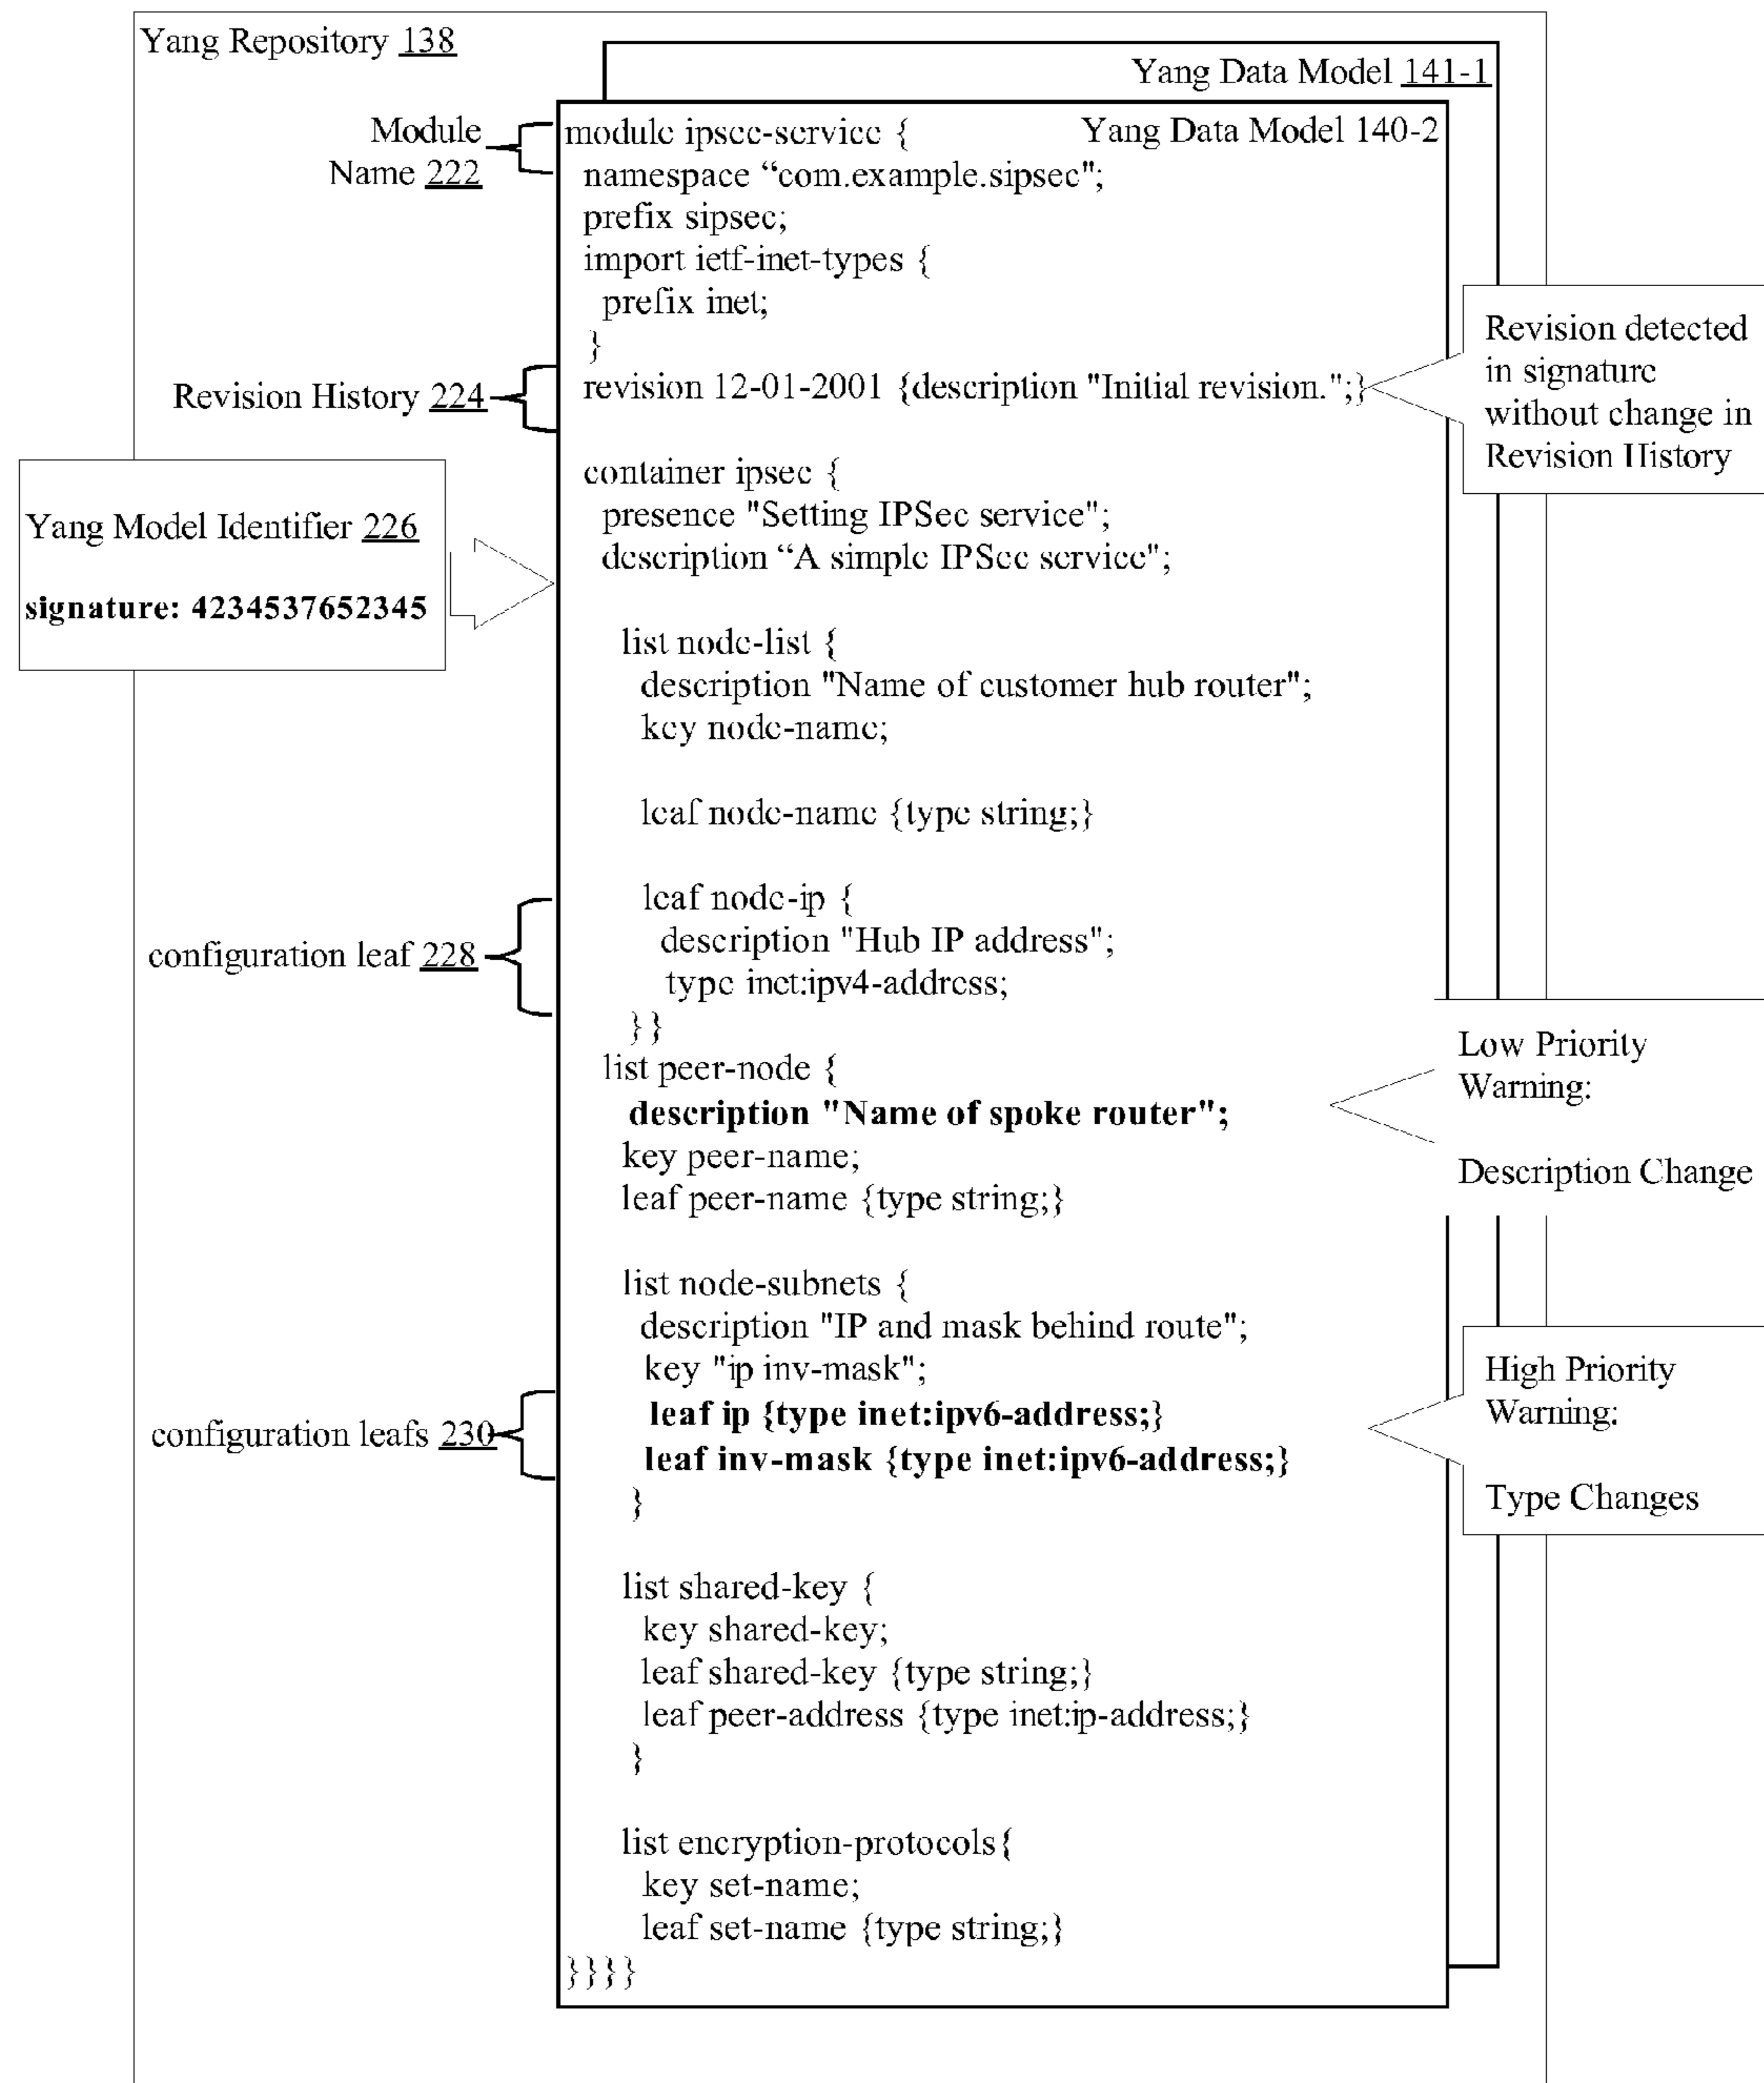 Yang Repository 138
Yang Data Model 141-1
Yang Data Model 140-2
Module
Name 222
module ipsec-service {
namespace “com.example.sipsec";
prefix sipsec;
import ietf-inet-types {
prefix inet;
}
Revision History 224
revision 12-01-2001 {description "Initial revision.";}
Revision detected
in signature
without change in
Revision History
container ipsec {
presence "Setting IPSec service";
description “A simple IPSec service";
Yang Model Identifier 226
signature: 4234537652345
list node-list {
description "Name of customer hub router";
key node-name;
leaf node-name {type string;}
configuration leaf 228
leaf node-ip {
description "Hub IP address";
type inet:ipv4-address;
}}
list peer-node {
description "Name of spoke router";
key peer-name;
leaf peer-name {type string;}
Low Priority
Warning:
Description Change
list node-subnets {
description "IP and mask behind route";
key "ip inv-mask";
configuration leafs 230
leaf ip {type inet:ipv6-address;}
leaf inv-mask {type inet:ipv6-address;}
}
High Priority
Warning:
Type Changes
list shared-key {
key shared-key;
leaf shared-key {type string;}
leaf peer-address {type inet:ip-address;}
}
list encryption-protocols{
key set-name;
leaf set-name {type string;}
}}}}